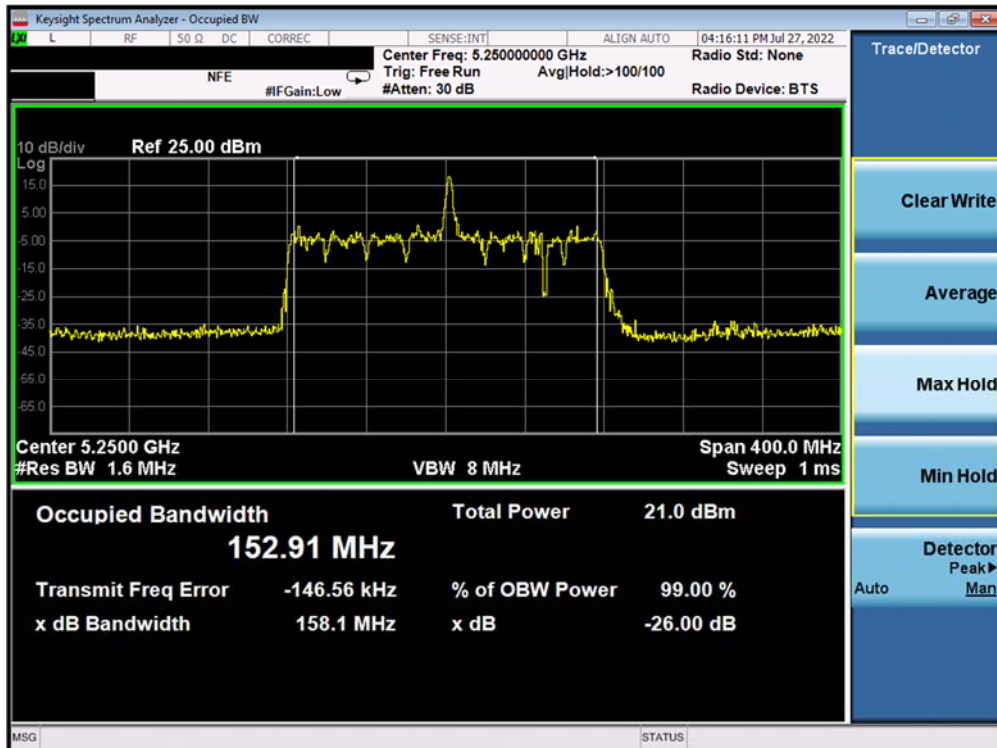 Keysight Spectrum Analyzer - Occupied BW
LXI L RF 50 Ω DC CORREC SENSE:INT ALIGN AUTO 04:16:11 PM Jul 27, 2022
Center Freq: 5.250000000 GHz Radio Std: None
NFE Trig: Free Run Avg|Hold:>100/100
#IFGain:Low #Atten: 30 dB Radio Device: BTS
Trace/Detector
10 dB/div Ref 25.00 dBm
Log
15.0
5.00
-5.00
-15.0
-25.0
-35.0
-45.0
-55.0
-65.0
Center 5.2500 GHz Span 400.0 MHz
#Res BW 1.6 MHz VBW 8 MHz Sweep 1 ms
Occupied Bandwidth Total Power 21.0 dBm
152.91 MHz
Transmit Freq Error -146.56 kHz % of OBW Power 99.00 %
x dB Bandwidth 158.1 MHz x dB -26.00 dB
Clear Write
Average
Max Hold
Min Hold
Detector
Peak▶
Auto Man
MSG STATUS